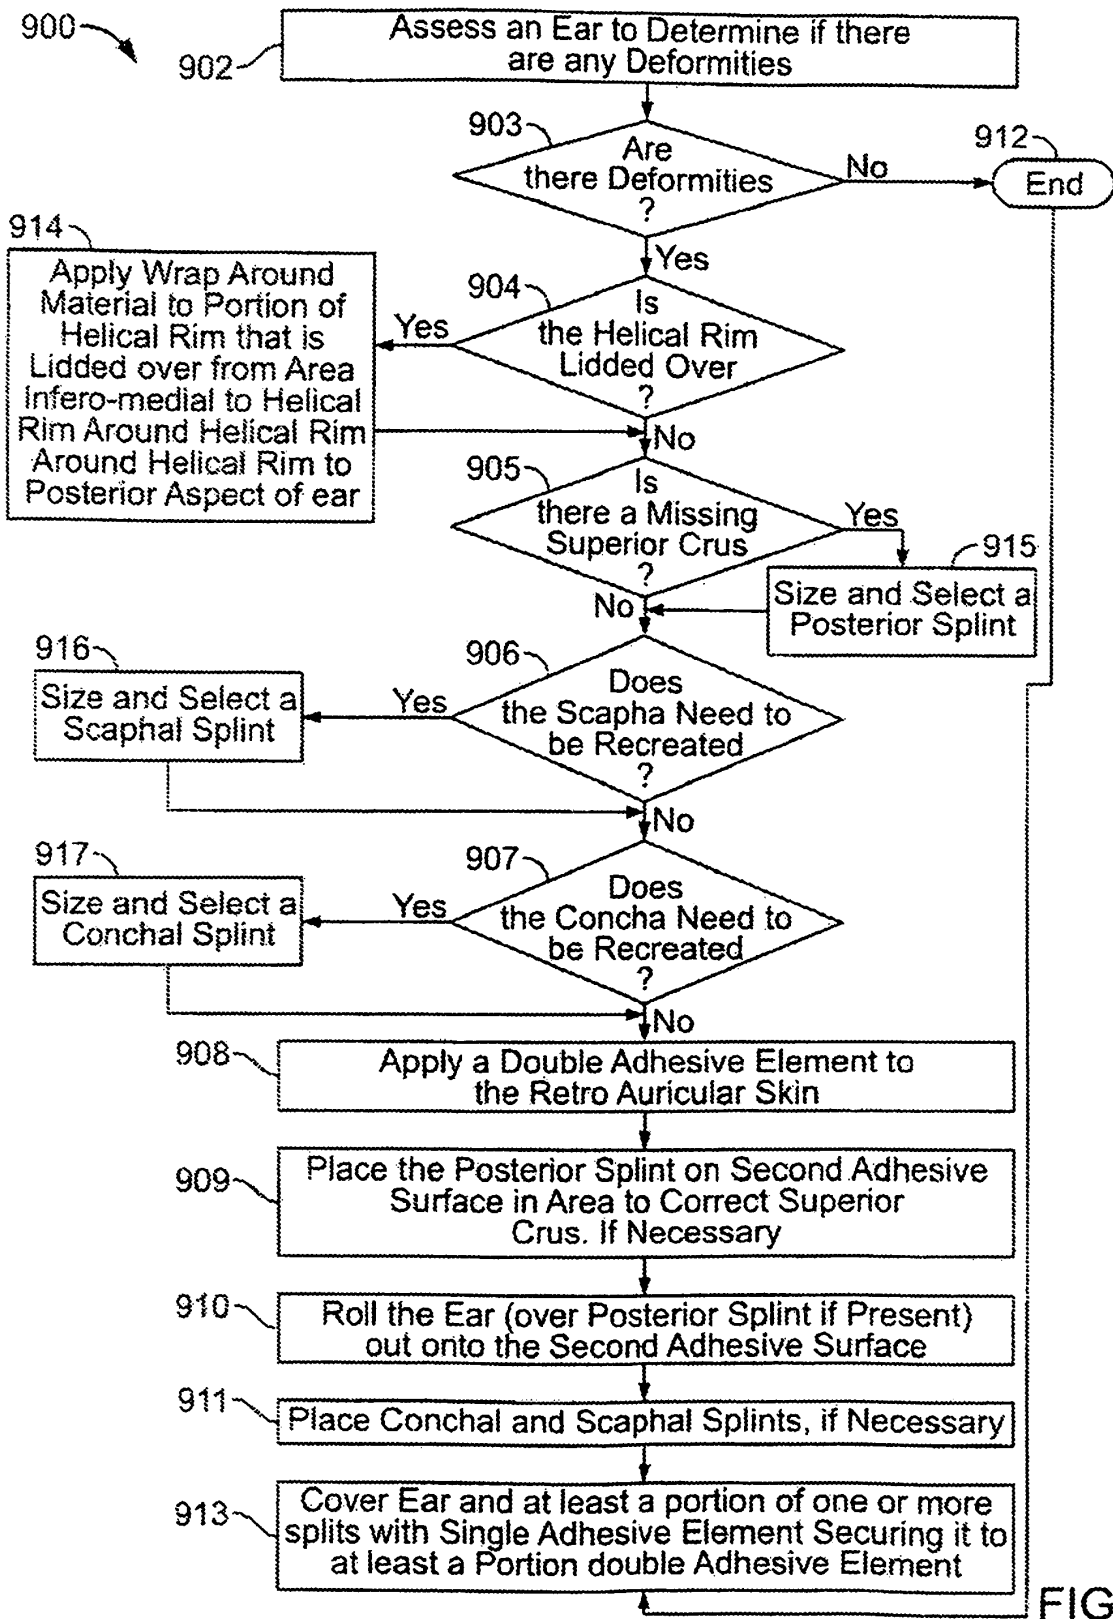 900
902
Assess an Ear to Determine if there
are any Deformities
903
Are
there Deformities
?
No
912
End
Yes
914
Apply Wrap Around
Material to Portion of
Helical Rim that is
Lidded over from Area
Infero-medial to Helical
Rim Around Helical Rim
Around Helical Rim to
Posterior Aspect of ear
904
Is
the Helical Rim
Lidded Over
?
Yes
No
905
Is
there a Missing
Superior Crus
?
Yes
915
Size and Select a
Posterior Splint
No
916
Size and Select a
Scaphal Splint
906
Does
the Scapha Need to
be Recreated
?
Yes
No
917
Size and Select a
Conchal Splint
907
Does
the Concha Need to
be Recreated
?
Yes
No
908
Apply a Double Adhesive Element to
the Retro Auricular Skin
909
Place the Posterior Splint on Second Adhesive
Surface in Area to Correct Superior
Crus. If Necessary
910
Roll the Ear (over Posterior Splint if Present)
out onto the Second Adhesive Surface
911
Place Conchal and Scaphal Splints, if Necessary
913
Cover Ear and at least a portion of one or more
splits with Single Adhesive Element Securing it to
at least a Portion double Adhesive Element
FIG